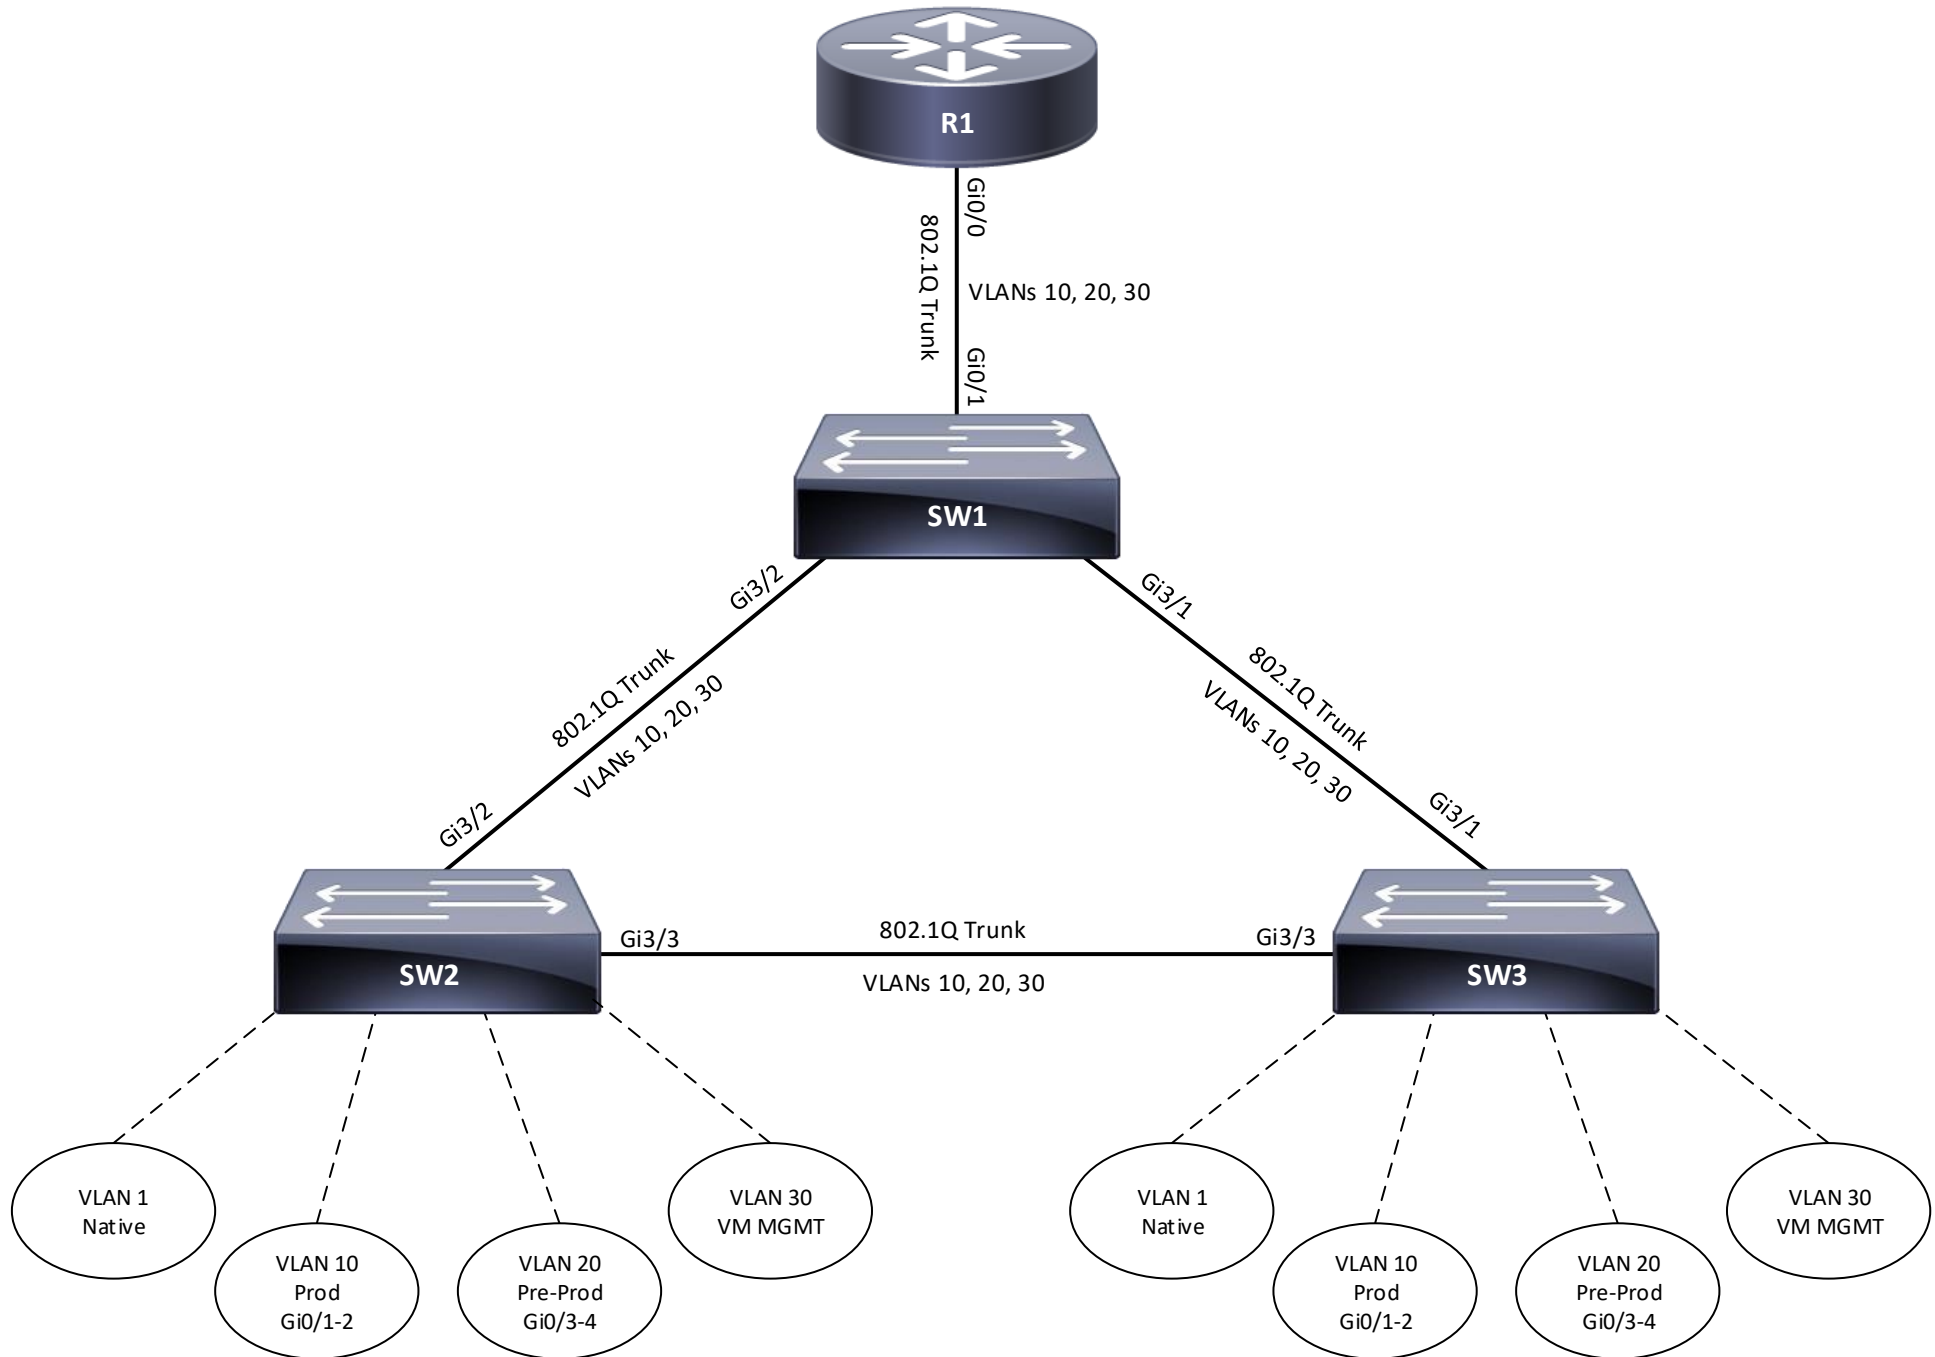 R1
Gi0/0
802.1Q Trunk
VLANs 10, 20, 30
Gi0/1
SW1
Gi3/2
Gi3/1
802.1Q Trunk
VLANs 10, 20, 30
802.1Q Trunk
VLANs 10, 20, 30
Gi3/2
Gi3/1
SW2
Gi3/3
802.1Q Trunk
VLANs 10, 20, 30
Gi3/3
SW3
VLAN 1
Native
VLAN 10
Prod
Gi0/1-2
VLAN 20
Pre-Prod
Gi0/3-4
VLAN 30
VM MGMT
VLAN 1
Native
VLAN 10
Prod
Gi0/1-2
VLAN 20
Pre-Prod
Gi0/3-4
VLAN 30
VM MGMT